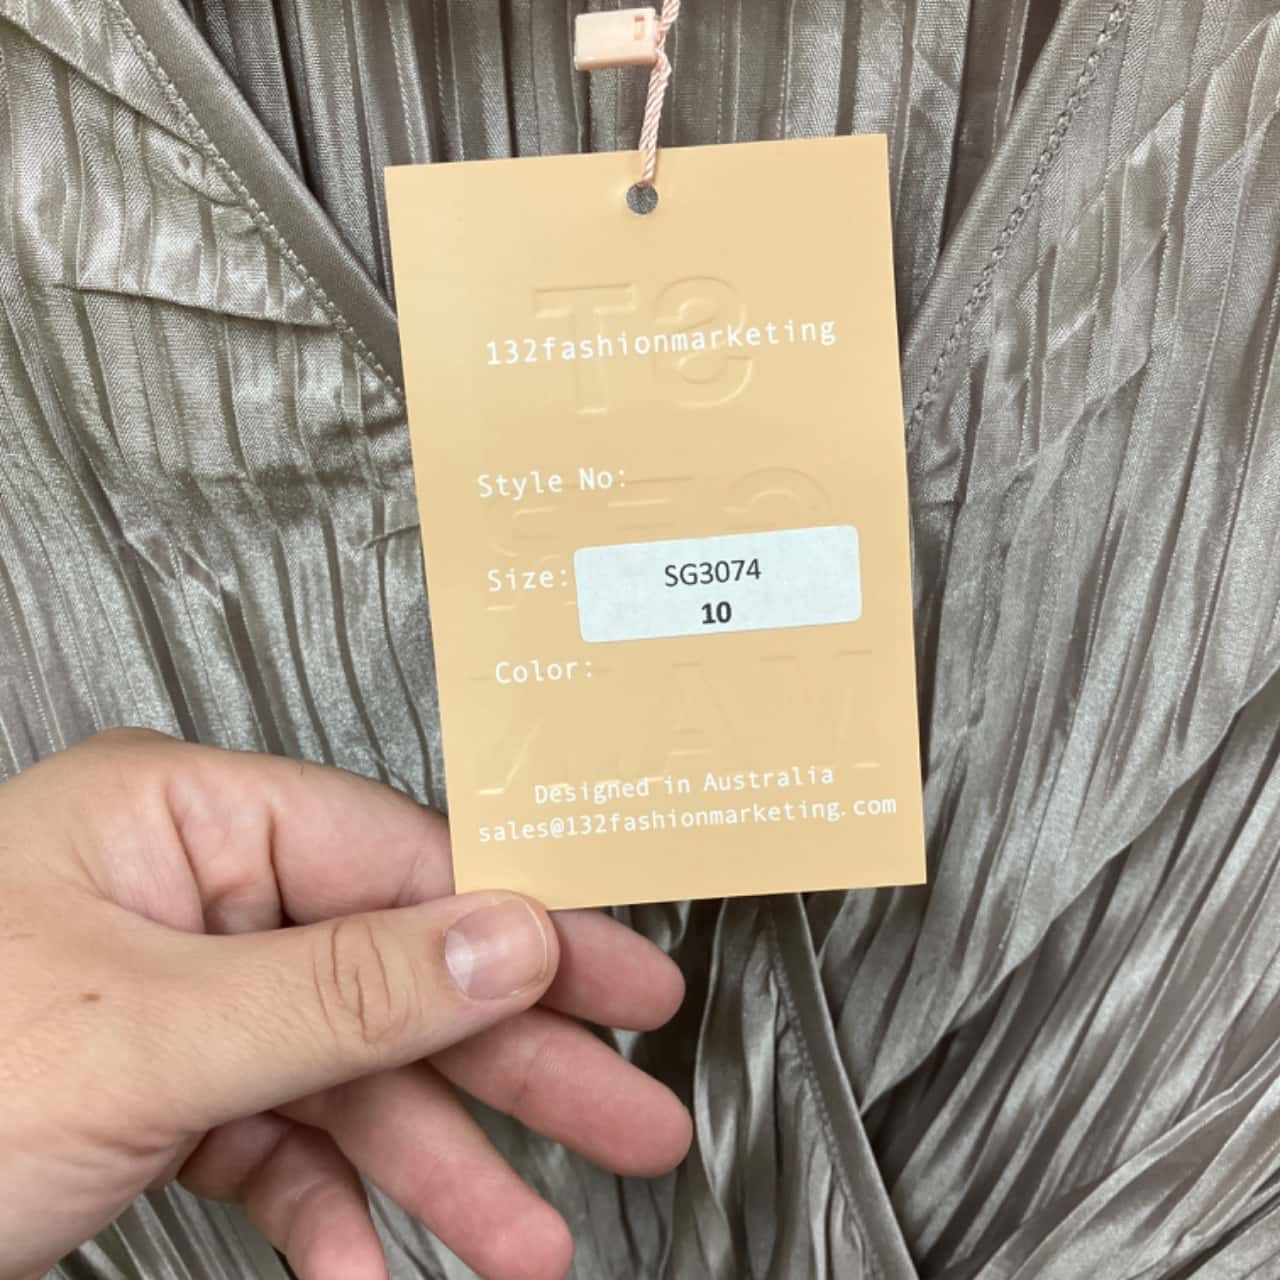 132fashionmarketing
Style No:
Size:
SG3074
10
Color:
Designed in Australia
sales@132fashionmarketing.com